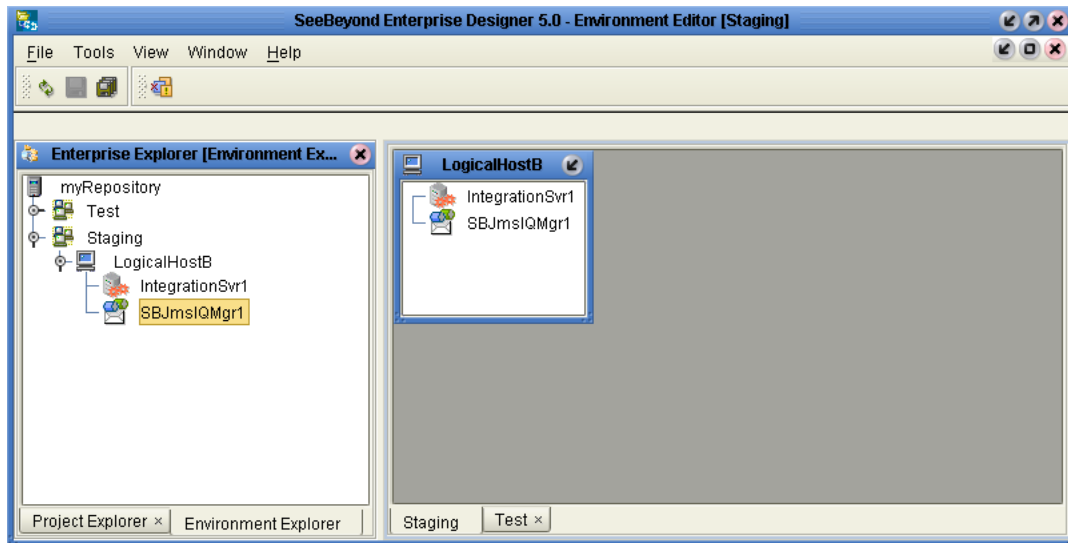 SeeBeyond Enterprise Designer 5.0 - Environment Editor [Staging]
File Tools View Window Help
Enterprise Explorer [Environment Ex...
myRepository
Test
Staging
LogicalHostB
IntegrationSvr1
SBJmsIQMgr1
Project Explorer ×
Environment Explorer
LogicalHostB
IntegrationSvr1
SBJmsIQMgr1
Staging
Test ×